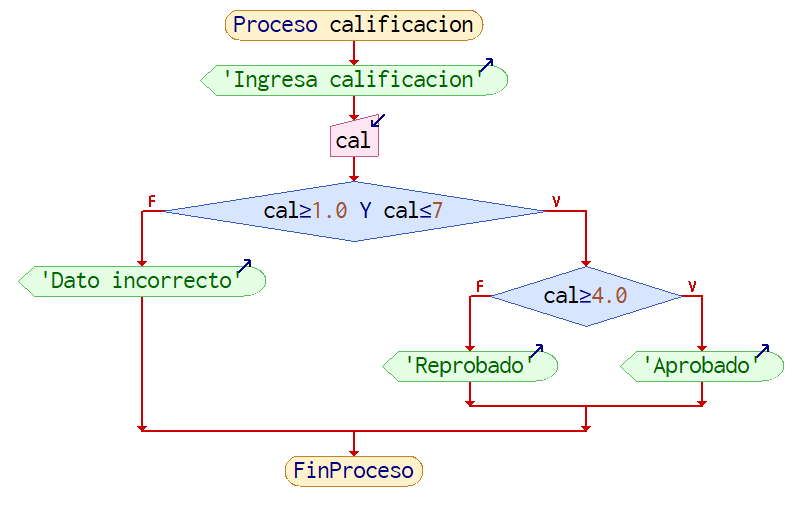 Proceso calificacion
'Ingresa calificacion'
cal
F
V
cal≥1.0 Y cal≤7
'Dato incorrecto'
F
V
cal≥4.0
'Reprobado'
'Aprobado'
FinProceso